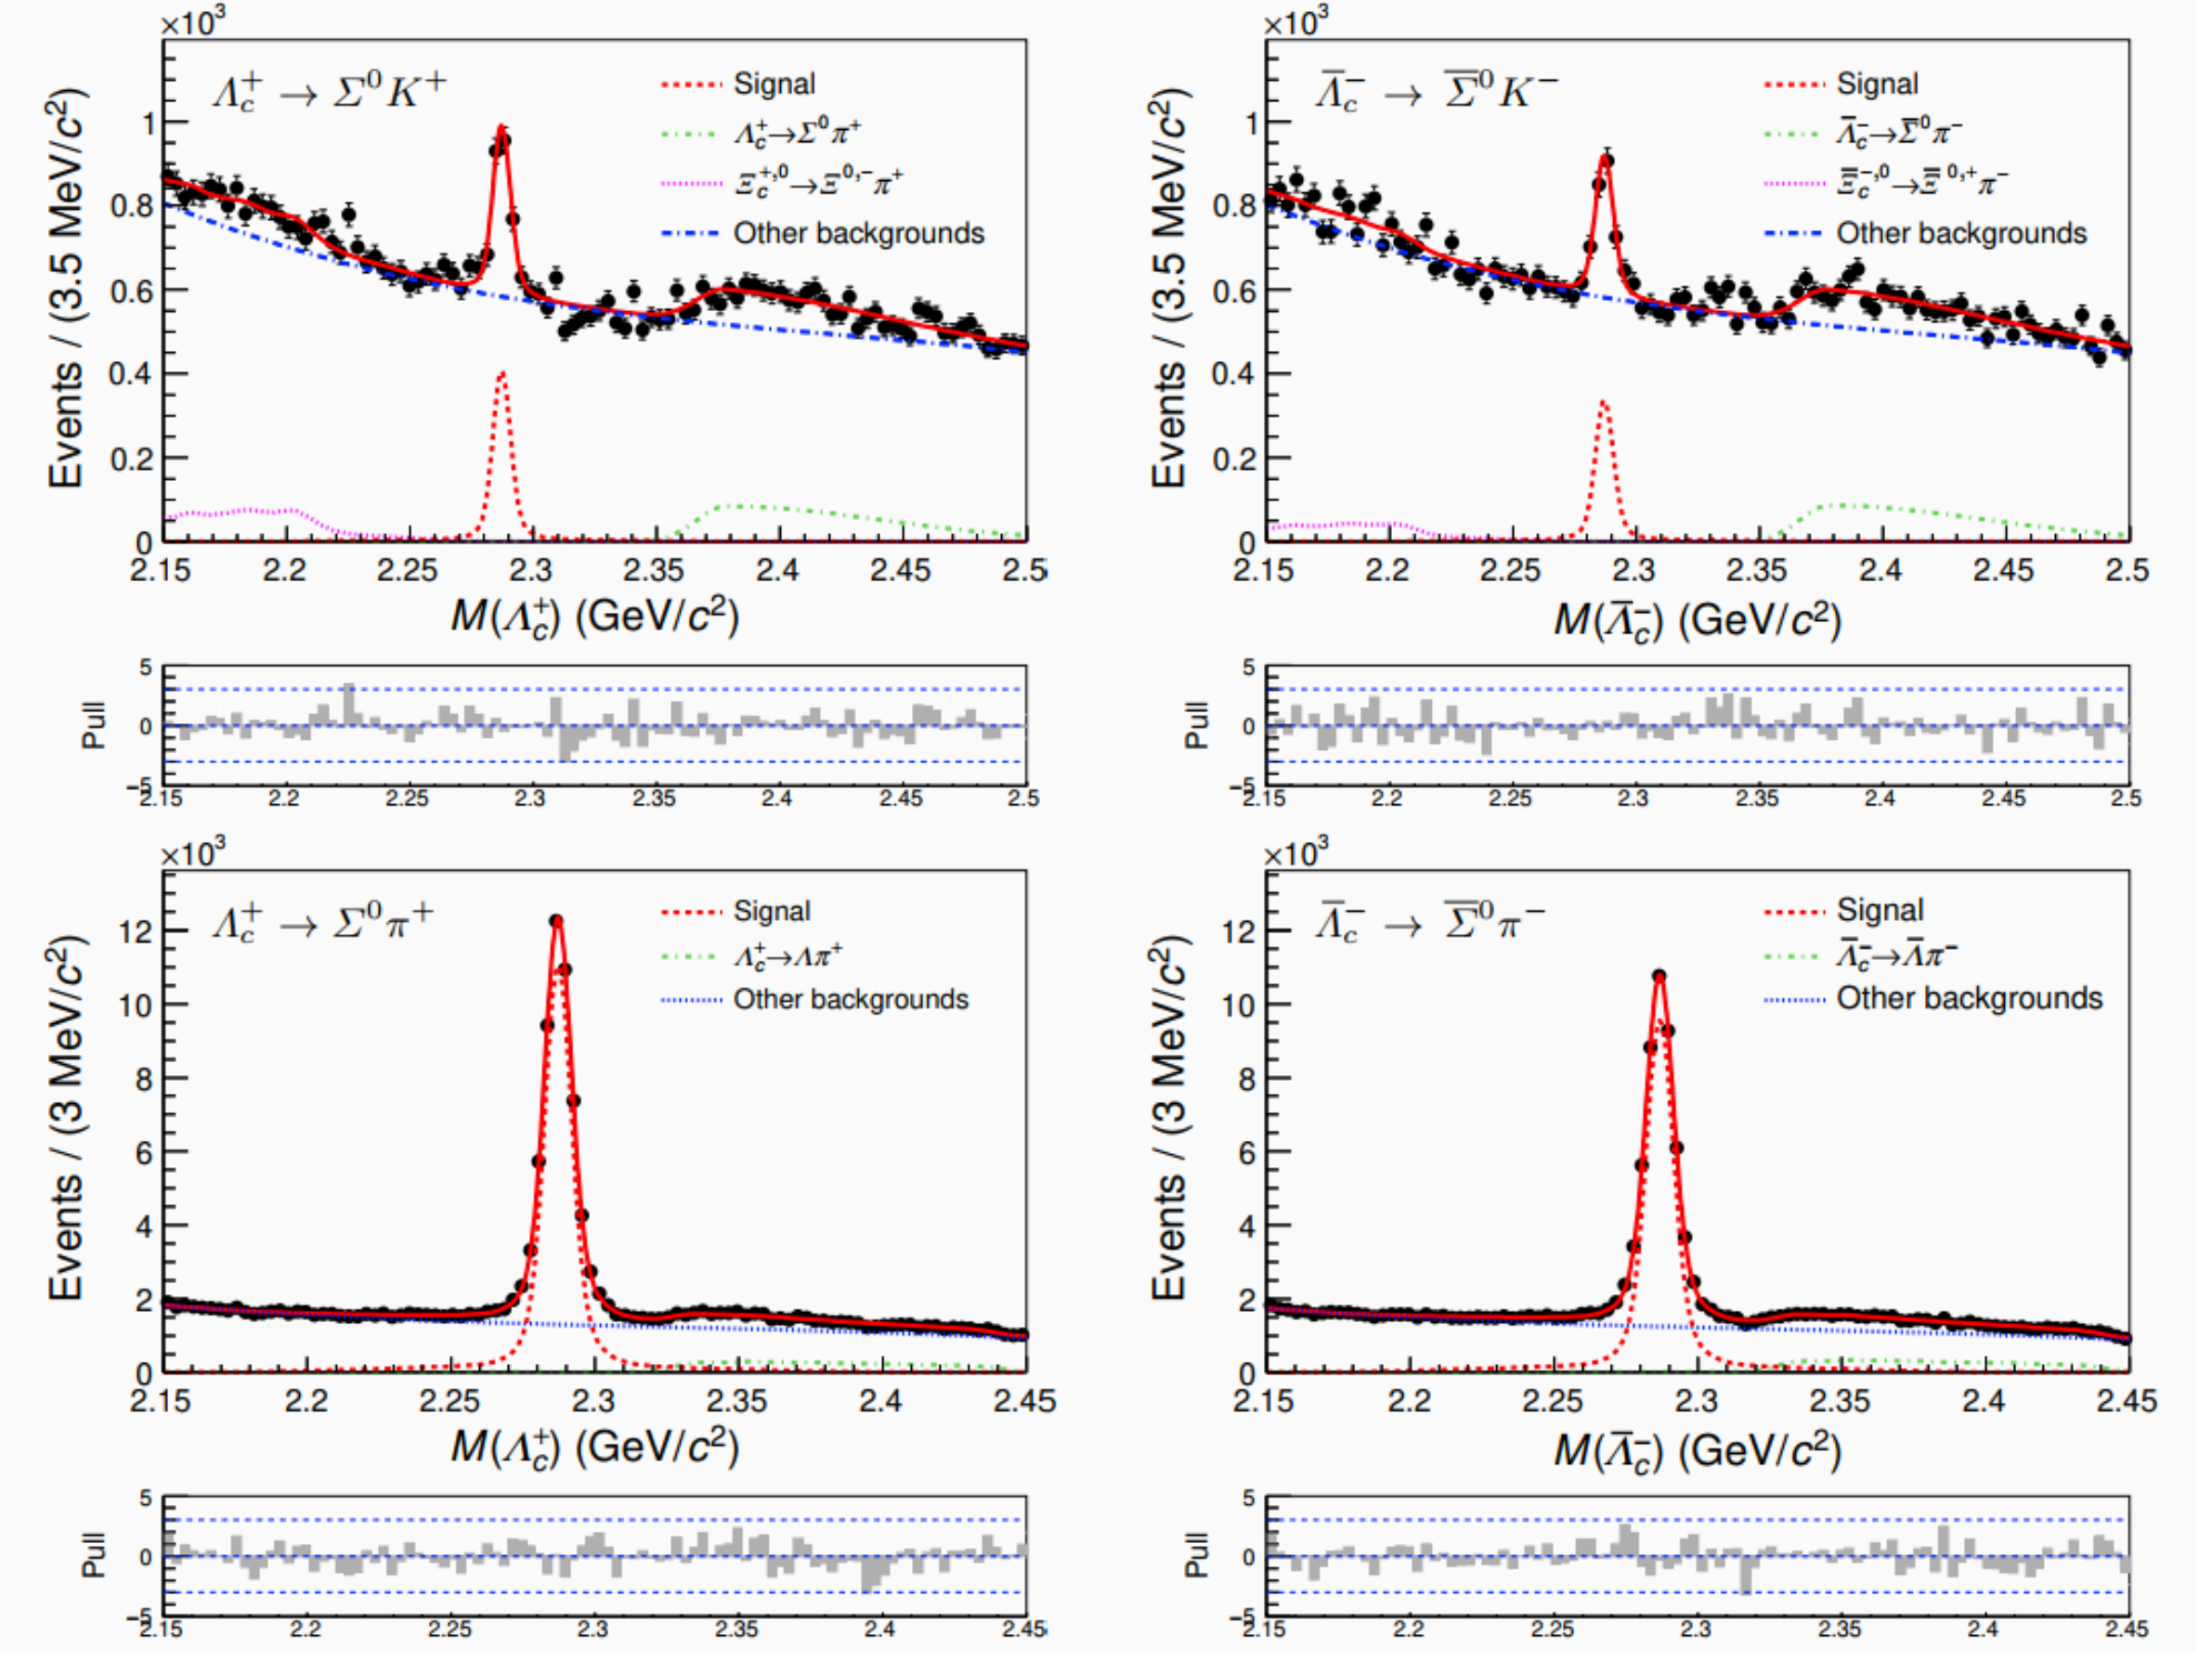 ×10³
Λc+ → Σ0K+
Signal
Λc+→Σ0π+
Ξc+,0→Ξ0,−π+
Other backgrounds
Events / (3.5 MeV/c2)
1
0.8
0.6
0.4
0.2
0
2.15 2.2 2.25 2.3 2.35 2.4 2.45 2.5
M(Λc+) (GeV/c2)
Pull
5
0
−5
2.15 2.2 2.25 2.3 2.35 2.4 2.45 2.5
×10³
Λ̅c− → Σ̅0K−
Signal
Λ̅c−→Σ̅0π−
Ξ̅c−,0→Ξ̅0,+π−
Other backgrounds
Events / (3.5 MeV/c2)
1
0.8
0.6
0.4
0.2
0
2.15 2.2 2.25 2.3 2.35 2.4 2.45 2.5
M(Λ̅c−) (GeV/c2)
Pull
5
0
−5
2.15 2.2 2.25 2.3 2.35 2.4 2.45 2.5
×10³
Λc+ → Σ0π+
Signal
Λc+→Λπ+
Other backgrounds
Events / (3 MeV/c2)
12
10
8
6
4
2
0
2.15 2.2 2.25 2.3 2.35 2.4 2.45
M(Λc+) (GeV/c2)
Pull
5
0
−5
2.15 2.2 2.25 2.3 2.35 2.4 2.45
×10³
Λ̅c− → Σ̅0π−
Signal
Λ̅c−→Λ̅π−
Other backgrounds
Events / (3 MeV/c2)
12
10
8
6
4
2
0
2.15 2.2 2.25 2.3 2.35 2.4 2.45
M(Λ̅c−) (GeV/c2)
Pull
5
0
−5
2.15 2.2 2.25 2.3 2.35 2.4 2.45